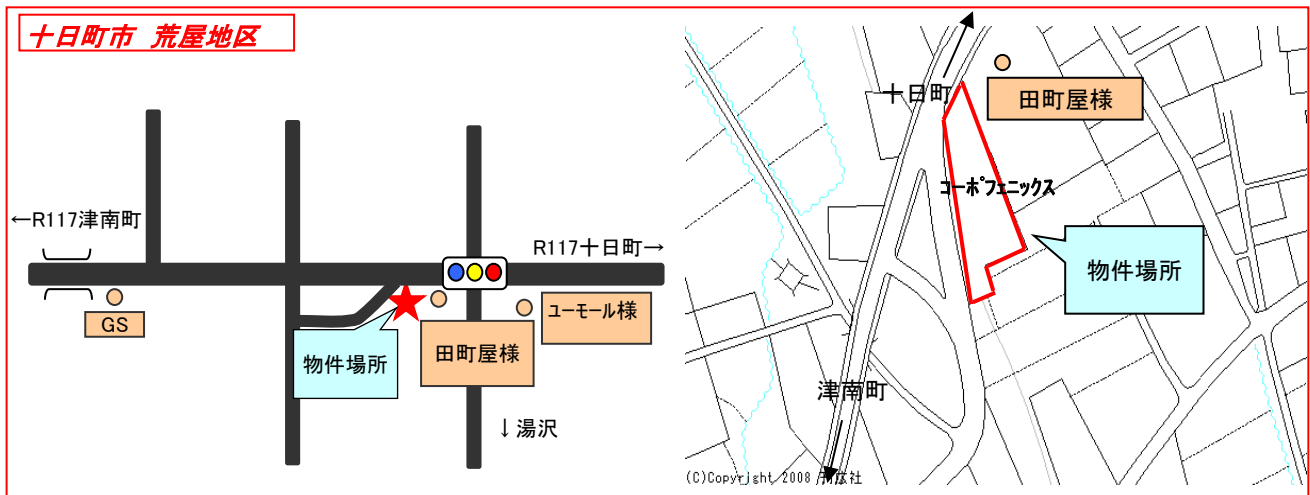 十日町市 荒屋地区
←R117津南町
R117十日町→
GS
物件場所
田町屋様
ユーモール様
↓湯沢
十日町
田町屋様
コーポフェニックス
物件場所
津南町
(C)Copyright 2008